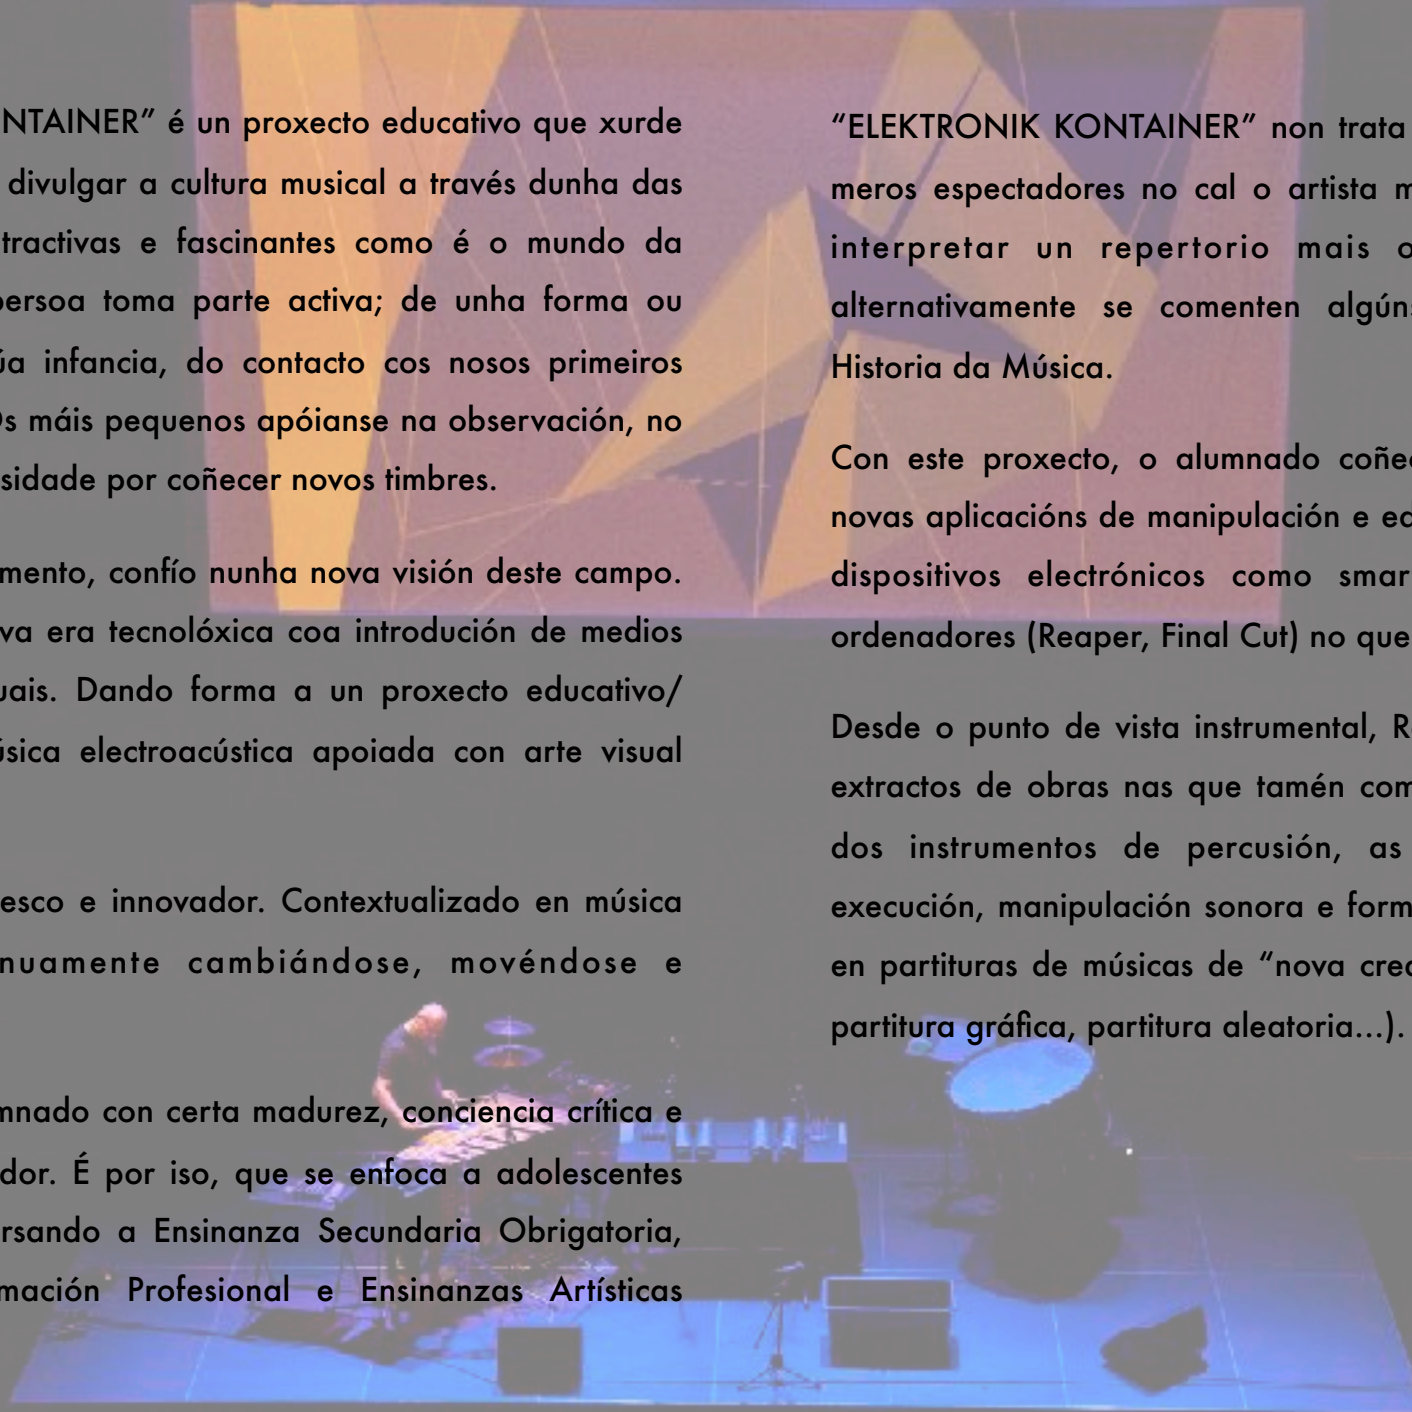 NTAINER” é un proxecto educativo que xurde
divulgar a cultura musical a través dunha das
tractivas e fascinantes como é o mundo da
persoa toma parte activa; de unha forma ou
infancia, do contacto cos nosos primeiros
Os máis pequenos apóianse na observación, no
sidade por coñecer novos timbres.
mento, confío nunha nova visión deste campo.
va era tecnolóxica coa introdución de medios
uais. Dando forma a un proxecto educativo/
úsica electroacústica apoiada con arte visual
esco e innovador. Contextualizado en música
nuamente cambiándose, movéndose e
mnado con certa madurez, conciencia crítica e
dor. É por iso, que se enfoca a adolescentes
rsando a Ensinanza Secundaria Obrigatoria,
mación Profesional e Ensinanzas Artísticas
“ELEKTRONIK KONTAINER” non trata
meros espectadores no cal o artista m
interpretar un repertorio mais o
alternativamente se comenten algúns
Historia da Música.
Con este proxecto, o alumnado coñec
novas aplicacións de manipulación e ed
dispositivos electrónicos como smar
ordenadores (Reaper, Final Cut) no que
Desde o punto de vista instrumental, R
extractos de obras nas que tamén com
dos instrumentos de percusión, as
execución, manipulación sonora e form
en partituras de músicas de “nova crea
partitura gráfica, partitura aleatoria...).